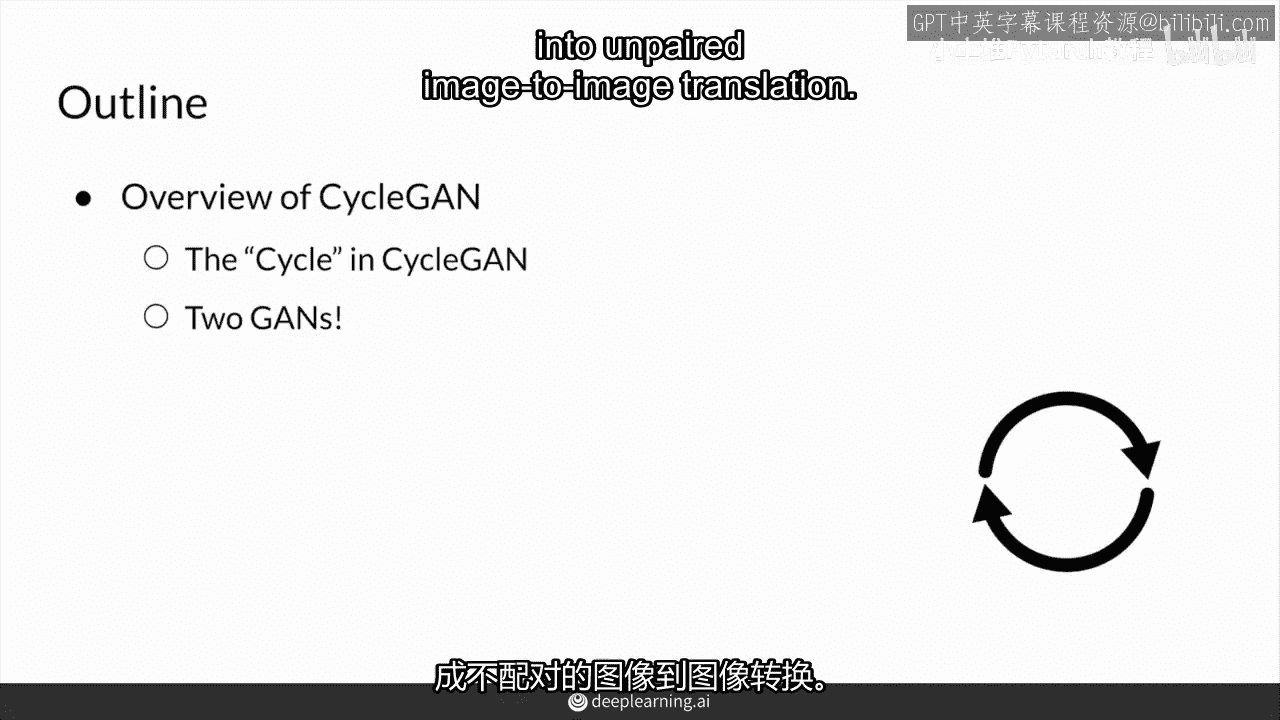 GPT中英字幕课程资源@bilibili.com
into unpaired
image-to-image translation.
Outline
● Overview of CycleGAN
○ The “Cycle” in CycleGAN
○ Two GANs!
成不配对的图像到图像转换。
deeplearning.ai